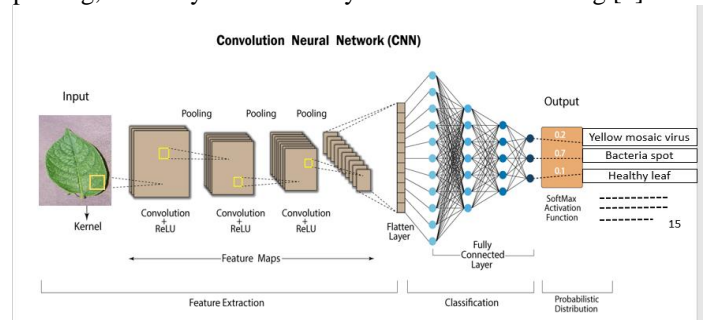 Convolution Neural Network (CNN)
Input
Pooling
Pooling
Pooling
Output
0.2
Yellow mosaic virus
0.7
Bacteria spot
0.1
Healthy leaf
Kernel
Convolution
+
ReLU
Convolution
+
ReLU
Convolution
+
ReLU
Flatten
Layer
SoftMax
Activation
Function
15
Feature Maps
Fully
Connected
Layer
Feature Extraction
Classification
Probabilistic
Distribution